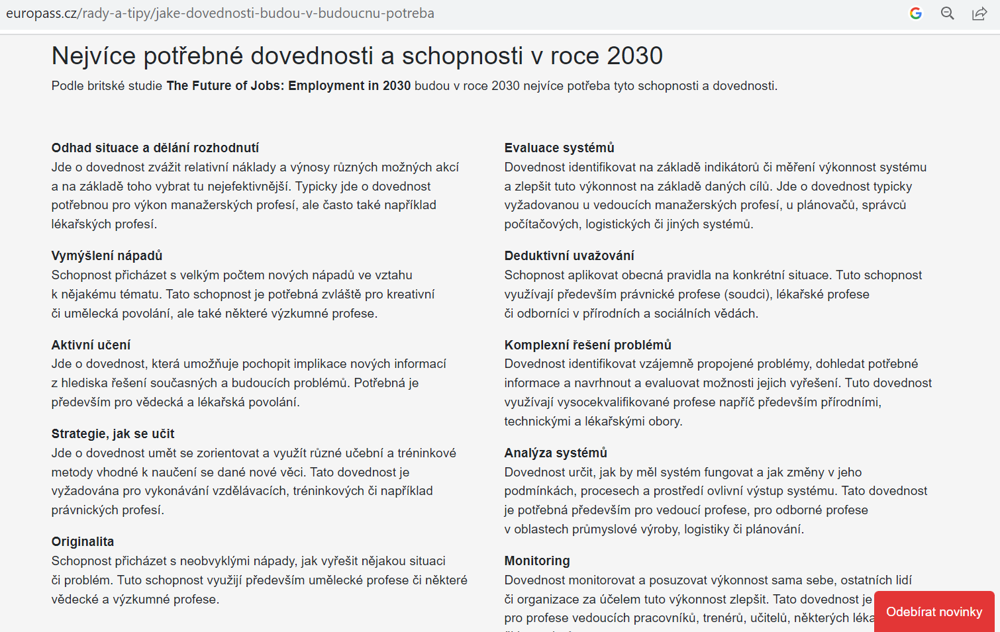 europass.cz/rady-a-tipy/jake-dovednosti-budou-v-budoucnu-potreba
Nejvíce potřebné dovednosti a schopnosti v roce 2030
Podle britské studie The Future of Jobs: Employment in 2030 budou v roce 2030 nejvíce potřeba tyto schopnosti a dovednosti.
Odhad situace a dělání rozhodnutí
Jde o dovednost zvážit relativní náklady a výnosy různých možných akcí
a na základě toho vybrat tu nejefektivnější. Typicky jde o dovednost
potřebnou pro výkon manažerských profesí, ale často také například
lékařských profesí.
Vymýšlení nápadů
Schopnost přicházet s velkým počtem nových nápadů ve vztahu
k nějakému tématu. Tato schopnost je potřebná zvláště pro kreativní
či umělecká povolání, ale také některé výzkumné profese.
Aktivní učení
Jde o dovednost, která umožňuje pochopit implikace nových informací
z hlediska řešení současných a budoucích problémů. Potřebná je
především pro vědecká a lékařská povolání.
Strategie, jak se učit
Jde o dovednost umět se zorientovat a využít různé učební a tréninkové
metody vhodné k naučení se dané nové věci. Tato dovednost je
vyžadována pro vykonávání vzdělávacích, tréninkových či například
právnických profesí.
Originalita
Schopnost přicházet s neobvyklými nápady, jak vyřešit nějakou situaci
či problém. Tuto schopnost využijí především umělecké profese či některé
vědecké a výzkumné profese.
Evaluace systémů
Dovednost identifikovat na základě indikátorů či měření výkonnost systému
a zlepšit tuto výkonnost na základě daných cílů. Jde o dovednost typicky
vyžadovanou u vedoucích manažerských profesí, u plánovačů, správců
počítačových, logistických či jiných systémů.
Deduktivní uvažování
Schopnost aplikovat obecná pravidla na konkrétní situace. Tuto schopnost
využívají především právnické profese (soudci), lékařské profese
či odborníci v přírodních a sociálních vědách.
Komplexní řešení problémů
Dovednost identifikovat vzájemně propojené problémy, dohledat potřebné
informace a navrhnout a evaluovat možnosti jejich vyřešení. Tuto dovednost
využívají vysocekvalifikované profese napříč především přírodními,
technickými a lékařskými obory.
Analýza systémů
Dovednost určit, jak by měl systém fungovat a jak změny v jeho
podmínkách, procesech a prostředí ovlivní výstup systému. Tato dovednost
je potřebná především pro vedoucí profese, pro odborné profese
v oblastech průmyslové výroby, logistiky či plánování.
Monitoring
Dovednost monitorovat a posuzovat výkonnost sama sebe, ostatních lidí
či organizace za účelem tuto výkonnost zlepšit. Tato dovednost je
pro profese vedoucích pracovníků, trenérů, učitelů, některých
Odebírat novinky